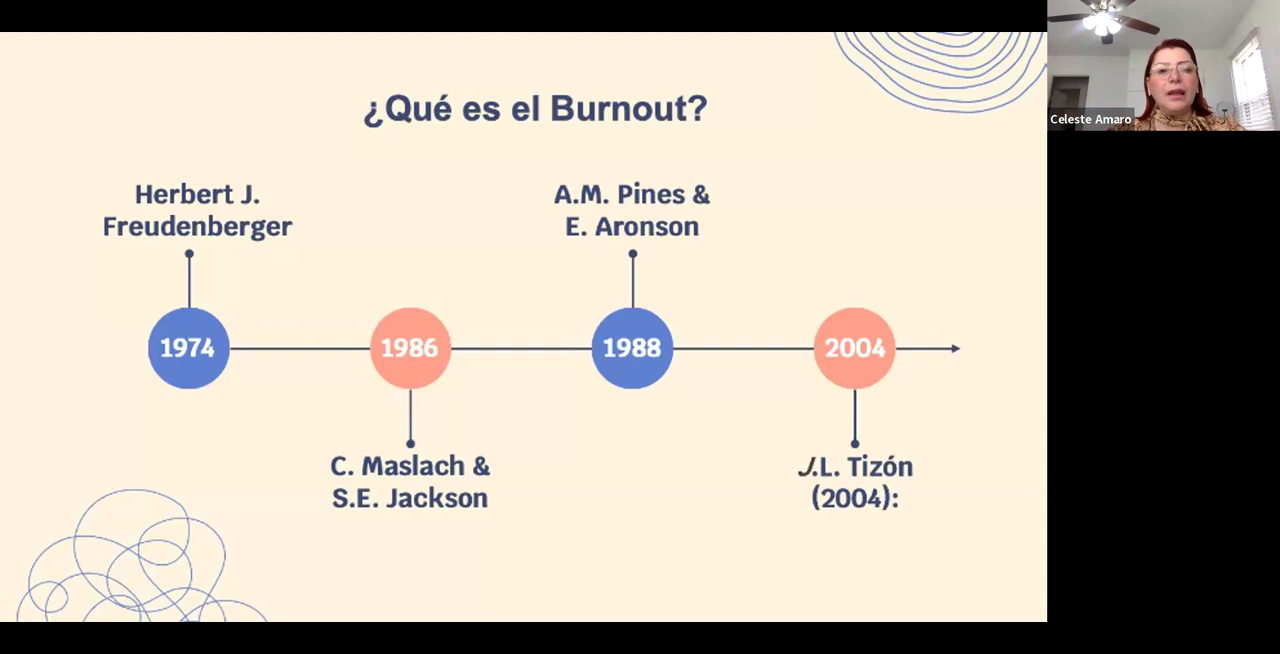 ¿Qué es el Burnout?
Herbert J.
Freudenberger
A.M. Pines &
E. Aronson
1974
1986
1988
2004
C. Maslach &
S.E. Jackson
J.L. Tizón
(2004):
Celeste Amaro